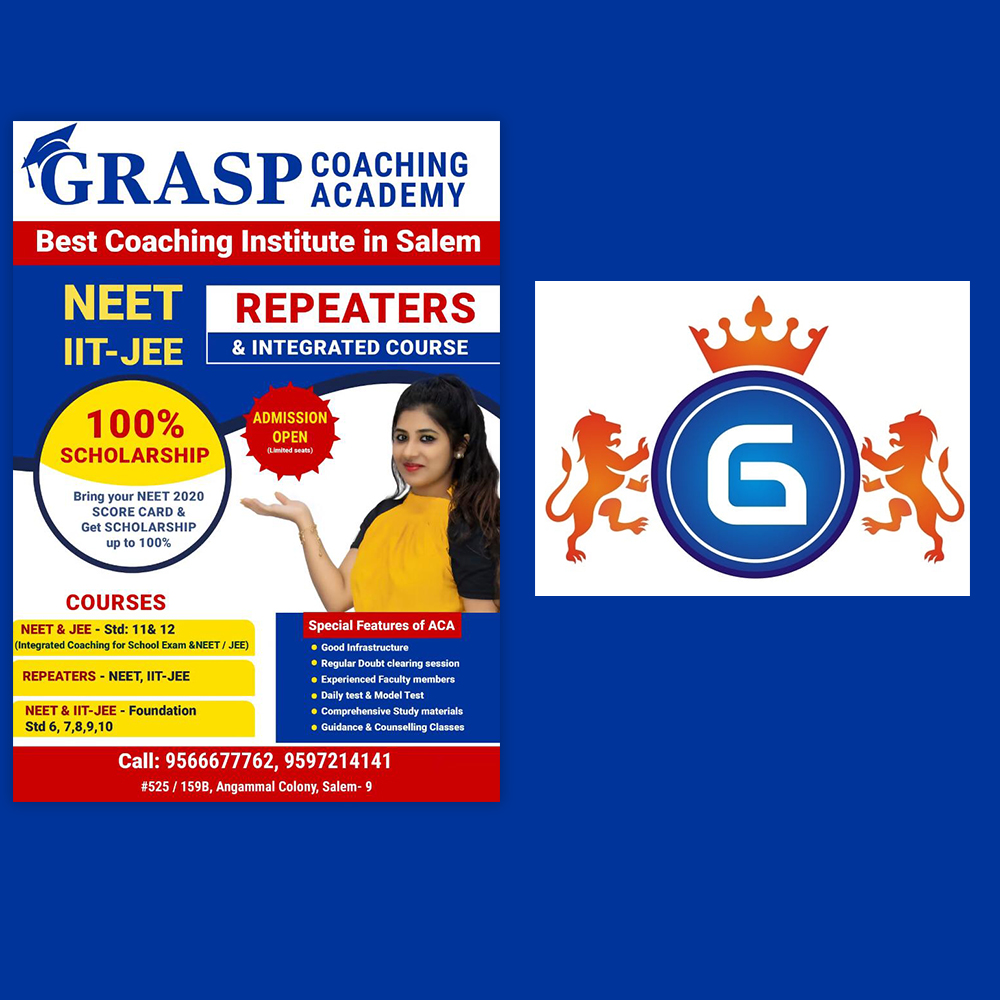 GRASP COACHING ACADEMY
Best Coaching Institute in Salem
NEET
IIT-JEE
REPEATERS
& INTEGRATED COURSE
100%
SCHOLARSHIP
Bring your NEET 2020
SCORE CARD &
Get SCHOLARSHIP
up to 100%
ADMISSION
OPEN
(Limited seats)
COURSES
NEET & JEE - Std: 11& 12
(Integrated Coaching for School Exam &NEET / JEE)
REPEATERS - NEET, IIT-JEE
NEET & IIT-JEE - Foundation
Std 6, 7,8,9,10
Special Features of ACA
Good Infrastructure
Regular Doubt clearing session
Experienced Faculty members
Daily test & Model Test
Comprehensive Study materials
Guidance & Counselling Classes
Call: 9566677762, 9597214141
#525 / 159B, Angammal Colony, Salem- 9
G